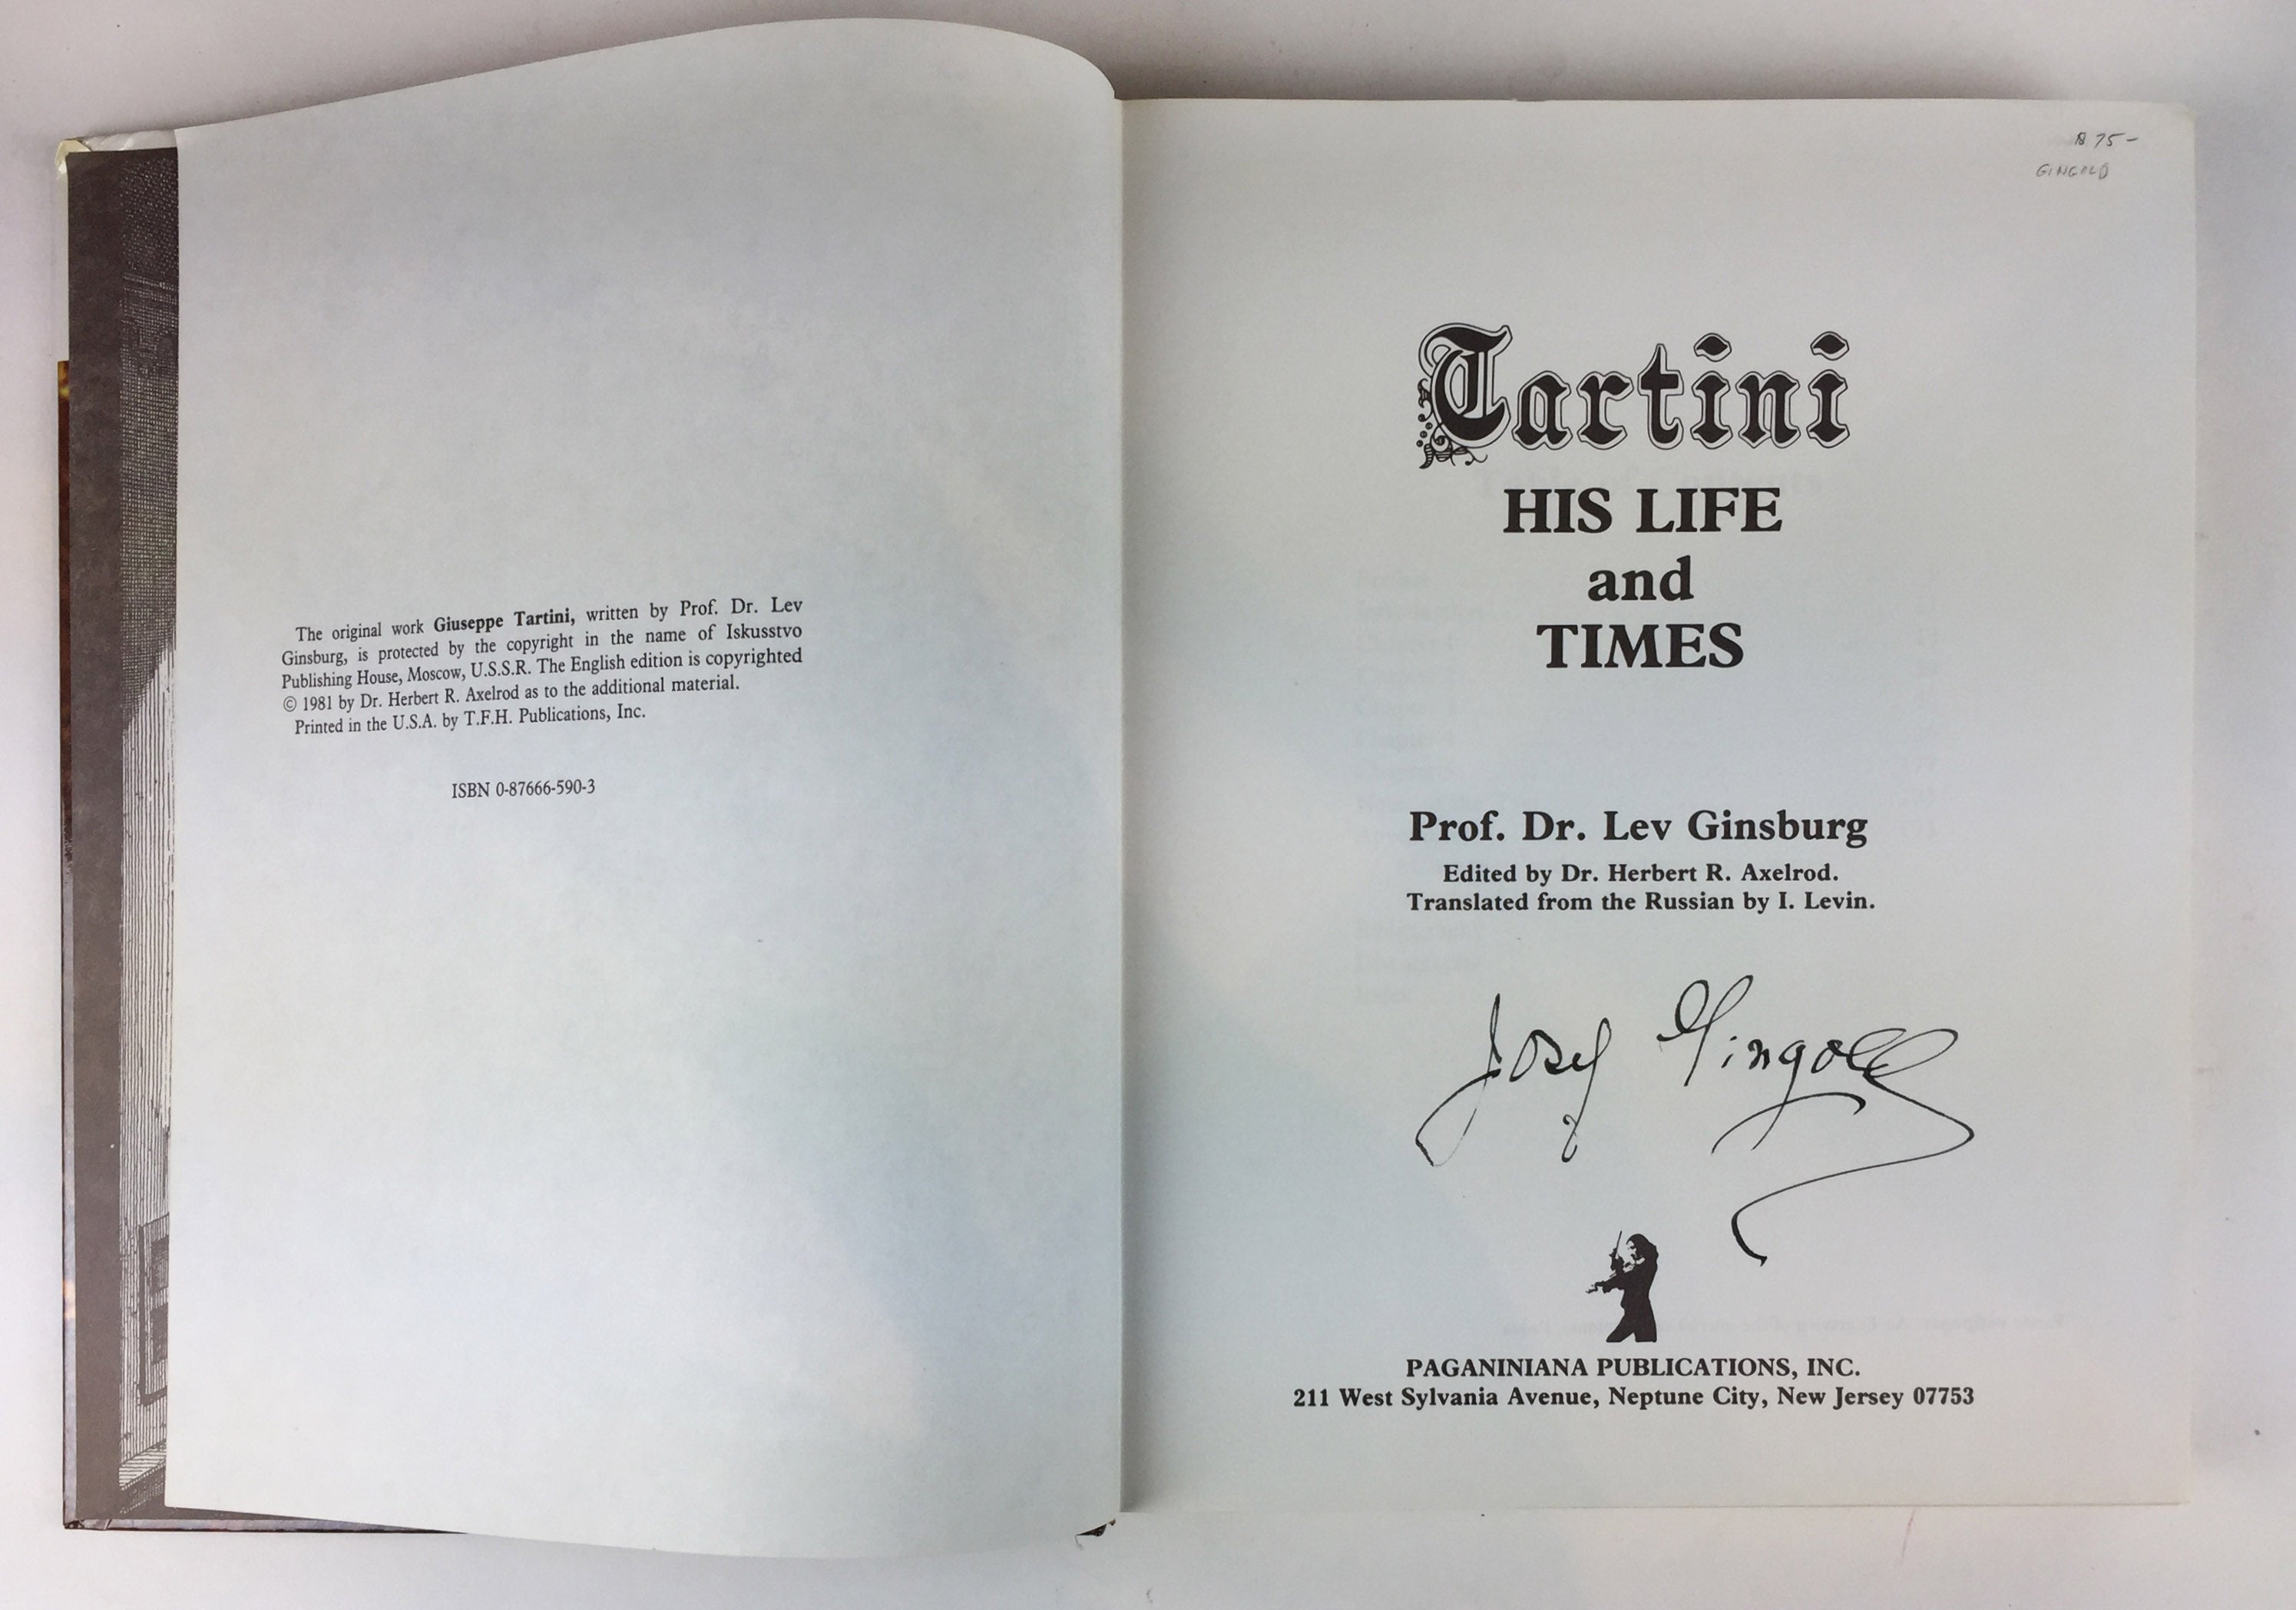 The original work Giuseppe Tartini, written by Prof. Dr. Lev
Ginsburg, is protected by the copyright in the name of Iskusstvo
Publishing House, Moscow, U.S.S.R. The English edition is copyrighted
© 1981 by Dr. Herbert R. Axelrod as to the additional material.
Printed in the U.S.A. by T.F.H. Publications, Inc.
ISBN 0-87666-590-3
$ 75-
GINGOLD
Tartini
HIS LIFE
and
TIMES
Prof. Dr. Lev Ginsburg
Edited by Dr. Herbert R. Axelrod.
Translated from the Russian by I. Levin.
Josef Gingold
PAGANINIANA PUBLICATIONS, INC.
211 West Sylvania Avenue, Neptune City, New Jersey 07753